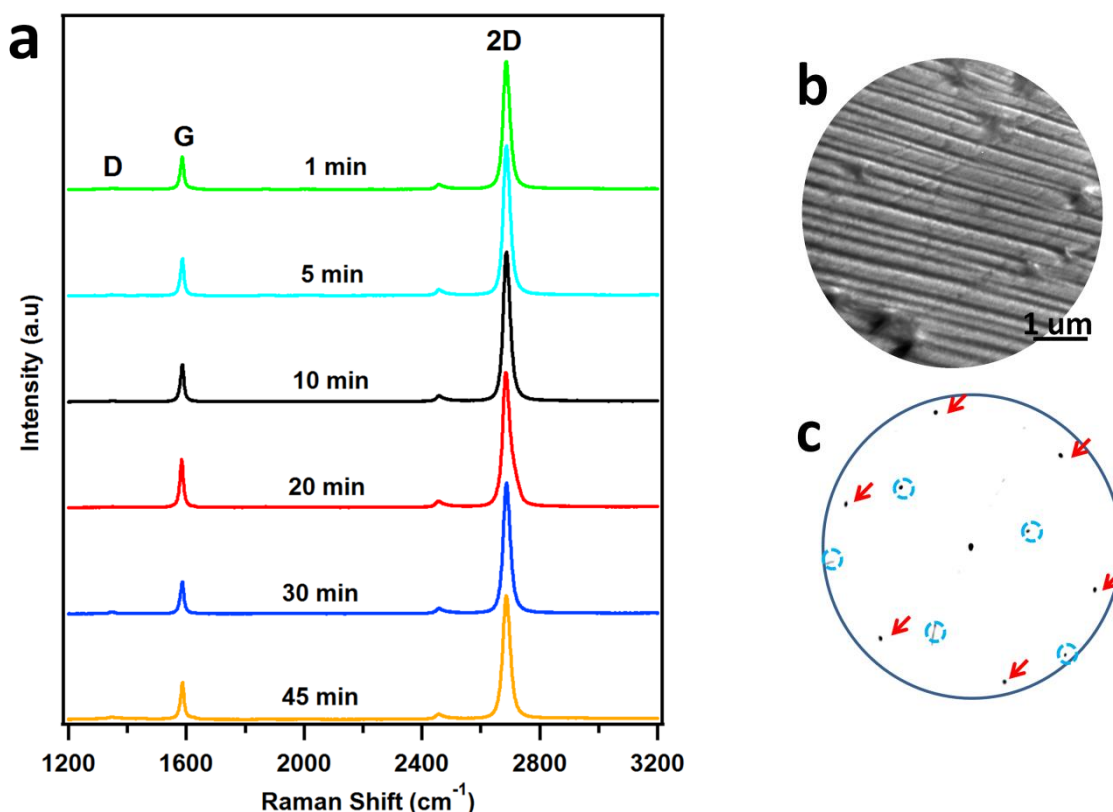 a
2D
G
D
1 min
5 min
10 min
20 min
30 min
45 min
Intensity (a.u)
1200 1600 2000 2400 2800 3200
Raman Shift (cm⁻¹)
b
1 um
c